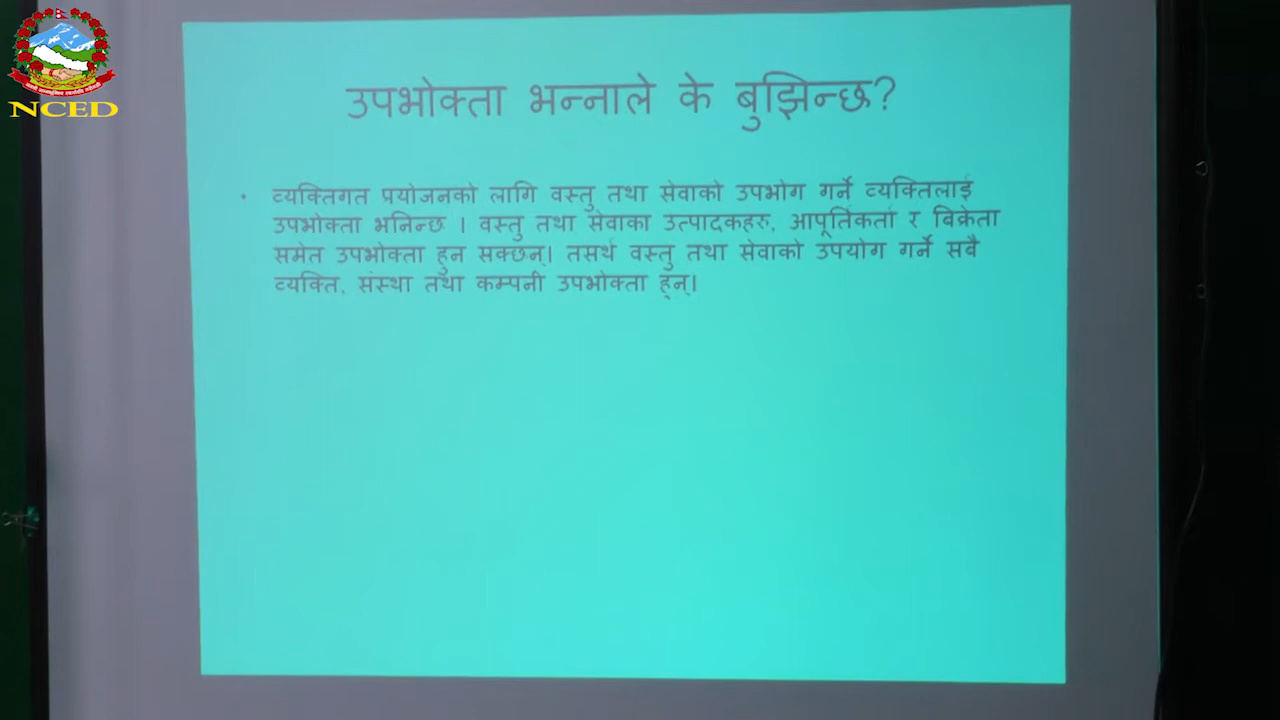 NCED
उपभोक्ता भन्नाले के बुझिन्छ?
• व्यक्तिगत प्रयोजनको लागि वस्तु तथा सेवाको उपभोग गर्ने व्यक्तिलाई
उपभोक्ता भनिन्छ । वस्तु तथा सेवाका उत्पादकहरु, आपूर्तिकर्ता र बिक्रेता
समेत उपभोक्ता हुन सक्छन्। तसर्थ वस्तु तथा सेवाको उपयोग गर्ने सबै
व्यक्ति, संस्था तथा कम्पनी उपभोक्ता हुन्।